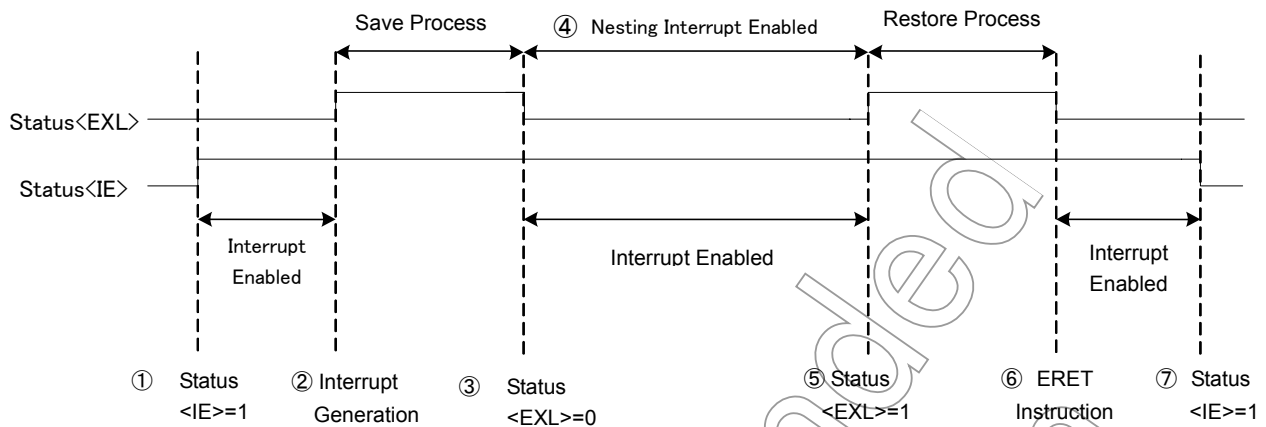 Save Process
④ Nesting Interrupt Enabled
Restore Process
Status<EXL>
Status<IE>
Interrupt
Enabled
Interrupt Enabled
Interrupt
Enabled
① Status
<IE>=1
② Interrupt
Generation
③ Status
<EXL>=0
⑤ Status
<EXL>=1
⑥ ERET
Instruction
⑦ Status
<IE>=1